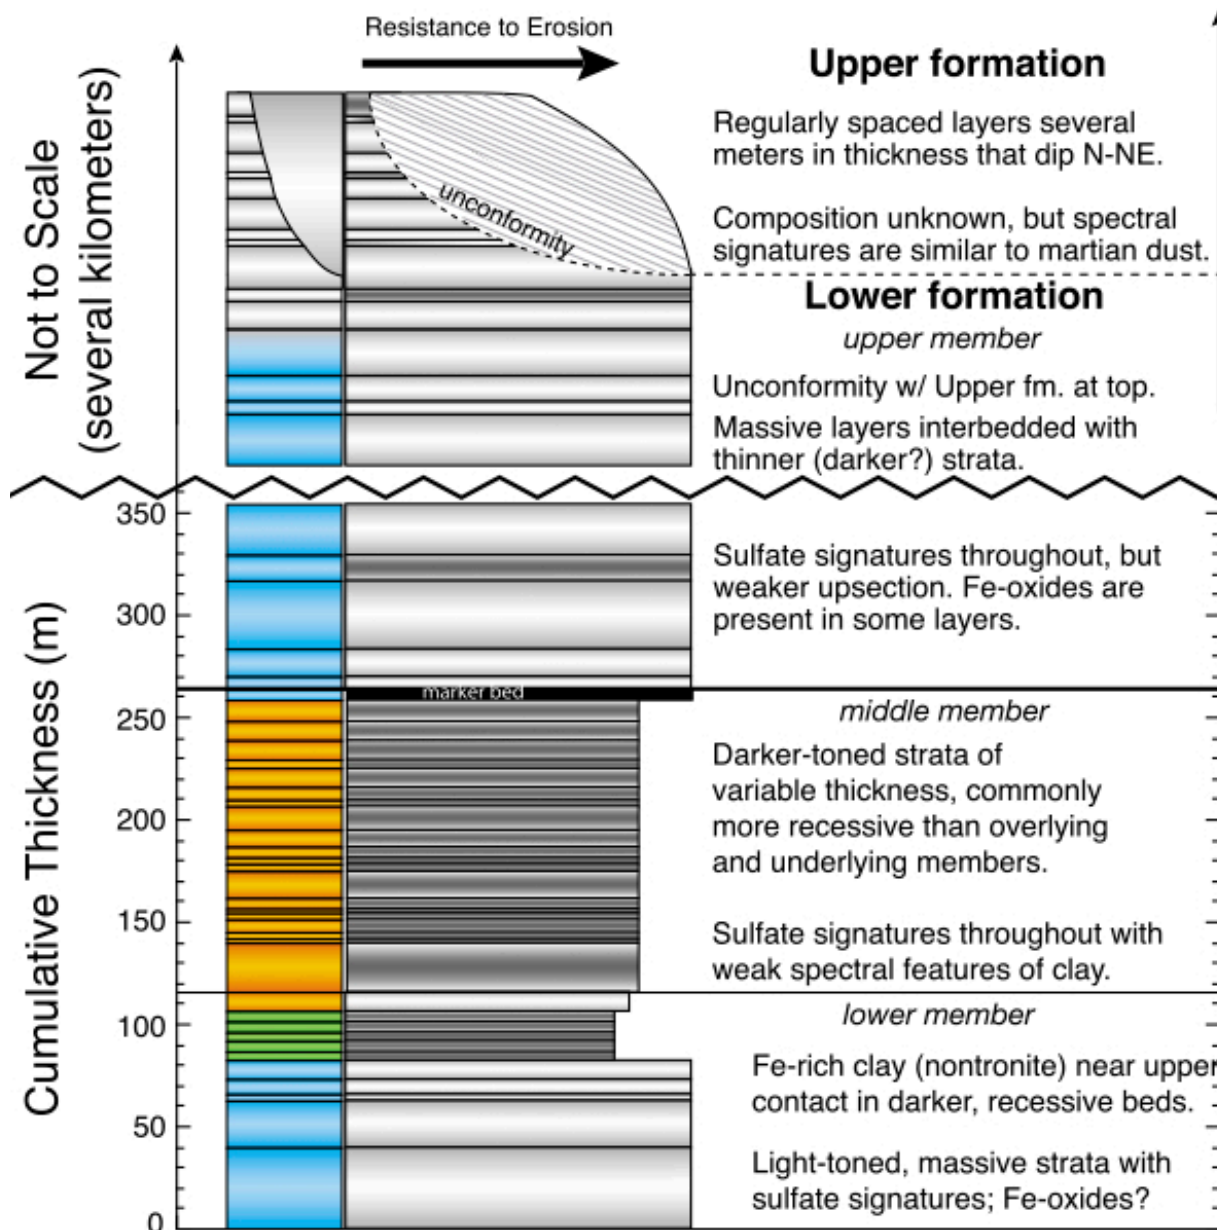 Resistance to Erosion
Not to Scale
(several kilometers)
Upper formation
Regularly spaced layers several
meters in thickness that dip N-NE.
Composition unknown, but spectral
signatures are similar to martian dust.
unconformity
Lower formation
upper member
Unconformity w/ Upper fm. at top.
Massive layers interbedded with
thinner (darker?) strata.
Cumulative Thickness (m)
350
300
250
200
150
100
50
0
Sulfate signatures throughout, but
weaker upsection. Fe-oxides are
present in some layers.
marker bed
middle member
Darker-toned strata of
variable thickness, commonly
more recessive than overlying
and underlying members.
Sulfate signatures throughout with
weak spectral features of clay.
lower member
Fe-rich clay (nontronite) near upper
contact in darker, recessive beds.
Light-toned, massive strata with
sulfate signatures; Fe-oxides?